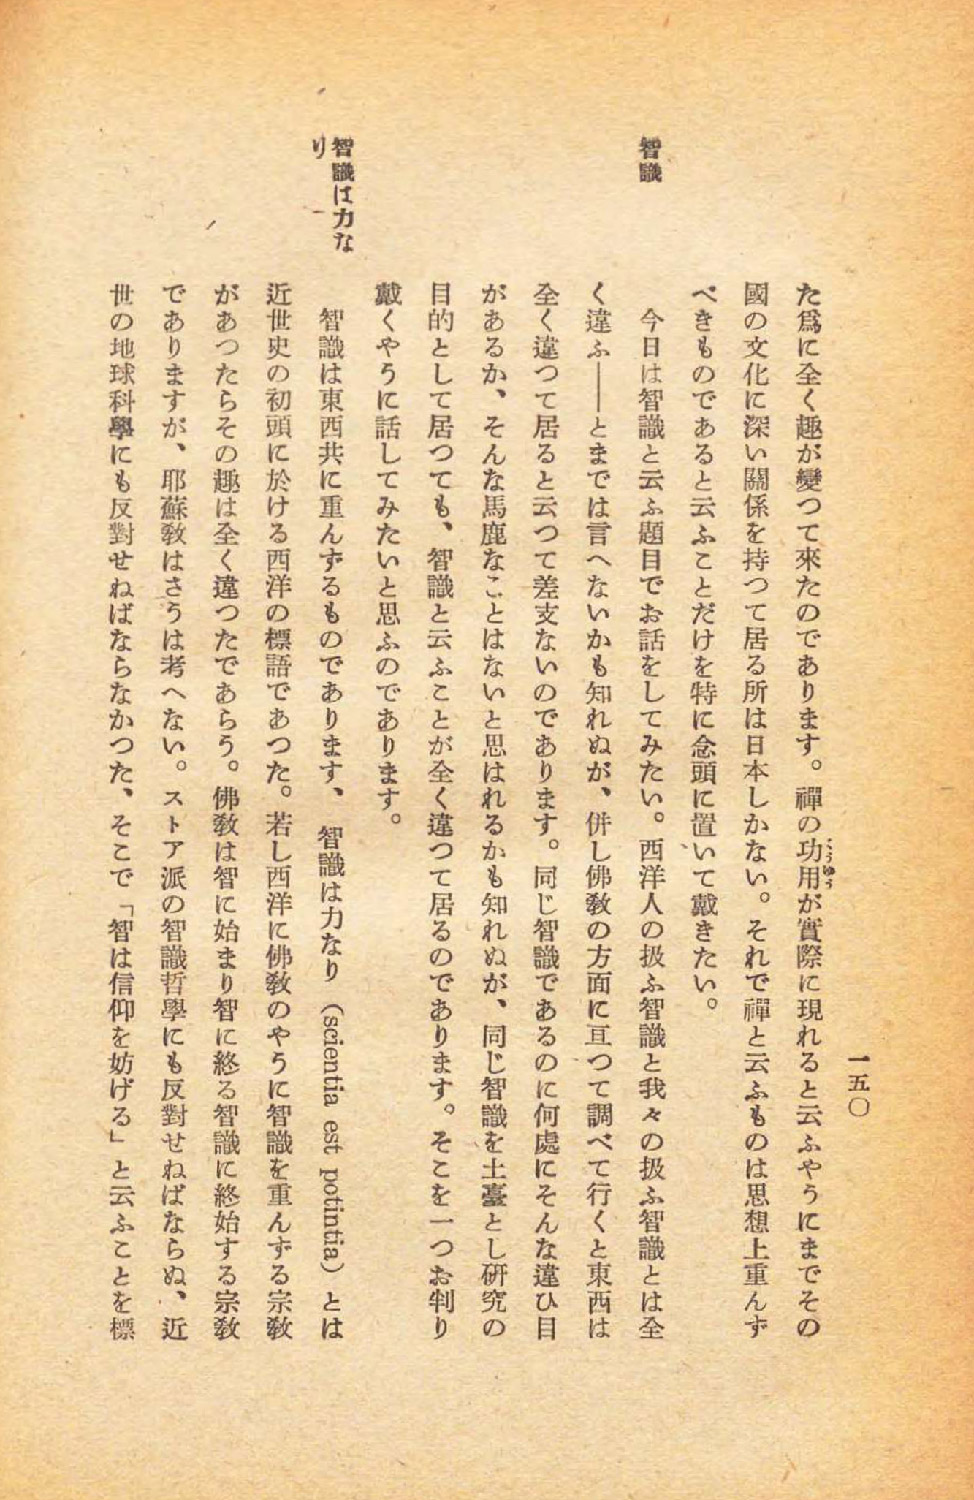 一五〇
た爲に全く趣が變つて來たのであります。禪の功用が實際に現れると云ふやうにまでその
こうゆう
國の文化に深い關係を持つて居る所は日本しかない。それで禪と云ふものは思想上重んず
べきものであると云ふことだけを特に念頭に置いて戴きたい。
智識
今日は智識と云ふ題目でお話をしてみたい。西洋人の扱ふ智識と我々の扱ふ智識とは全
く違ふ――とまでは言へないかも知れぬが、併し佛敎の方面に亙つて調べて行くと東西は
全く違つて居ると云つて差支ないのであります。同じ智識であるのに何處にそんな違ひ目
があるか、そんな馬鹿なことはないと思はれるかも知れぬが、同じ智識を土臺とし硏究の
目的として居つても、智識と云ふことが全く違つて居るのであります。そこを一つお判り
戴くやうに話してみたいと思ふのであります。
智識は力な
り
智識は東西共に重んずるものであります、智識は力なり（scientia est potintia）とは
近世史の初頭に於ける西洋の標語であつた。若し西洋に佛敎のやうに智識を重んずる宗敎
があつたらその趣は全く違つたであらう。佛敎は智に始まり智に終る智識に終始する宗敎
でありますが、耶蘇敎はさうは考へない。ストア派の智識哲學にも反對せねばならぬ、近
世の地球科學にも反對せねばならなかつた、そこで「智は信仰を妨げる」と云ふことを標